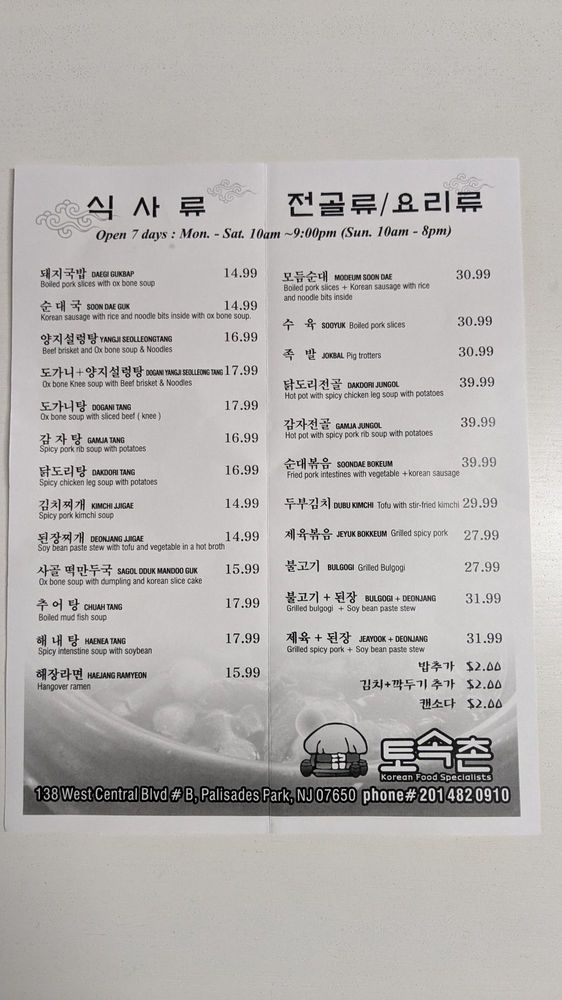 식 사 류
전골류/요리류
Open 7 days : Mon. - Sat. 10am ~9:00pm (Sun. 10am - 8pm)
돼지국밥 DAEGI GUKBAP 14.99
Boiled pork slices with ox bone soup
순 대 국 SOON DAE GUK 14.99
Korean sausage with rice and noodle bits inside with ox bone soup.
양지설렁탕 YANGJI SEOLLEONGTANG 16.99
Beef brisket and Ox bone soup & Noodles
도가니+양지설렁탕 DOGANI YANGJI SEOLLEONG TANG 17.99
Ox bone Knee soup with Beef brisket & Noodles
도가니탕 DOGANI TANG 17.99
Ox bone soup with sliced beef ( knee )
감 자 탕 GAMJA TANG 16.99
Spicy pork rib soup with potatoes
닭도리탕 DAKDORI TANG 16.99
Spicy chicken leg soup with potatoes
김치찌개 KIMCHI JJIGAE 14.99
Spicy pork kimchi soup
된장찌개 DEONJANG JJIGAE 14.99
Soy bean paste stew with tofu and vegetable in a hot broth
사골 떡만두국 SAGOL DDUK MANDOO GUK 15.99
Ox bone soup with dumpling and korean slice cake
추 어 탕 CHUAH TANG 17.99
Boiled mud fish soup
해 내 탕 HAENEA TANG 17.99
Spicy intenstine soup with soybean
해장라면 HAEJANG RAMYEON 15.99
Hangover ramen
모듬순대 MODEUM SOON DAE 30.99
Boiled pork slices + Korean sausage with rice
and noodle bits inside
수 육 SOOYUK Boiled pork slices 30.99
족 발 JOKBAL Pig trotters 30.99
닭도리전골 DAKDORI JUNGOL 39.99
Hot pot with spicy chicken leg soup with potatoes
감자전골 GAMJA JUNGOL 39.99
Hot pot with spicy pork rib soup with potatoes
순대볶음 SOONDAE BOKEUM 39.99
Fried pork intestines with vegetable +korean sausage
두부김치 DUBU KIMCHI Tofu with stir-fried kimchi 29.99
제육볶음 JEYUK BOKKEUM Grilled spicy pork 27.99
불고기 BULGOGI Grilled Bulgogi 27.99
불고기 + 된장 BULGOGI + DEONJANG 31.99
Grilled bulgogi + Soy bean paste stew
제육 + 된장 JEAYOOK + DEONJANG 31.99
Grilled spicy pork + Soy bean paste stew
밥추가 $2.00
김치+깍두기 추가 $2.00
캔소다 $2.00
토속촌
Korean Food Specialists
138 West Central Blvd # B, Palisades Park, NJ 07650 phone# 201 482 0910